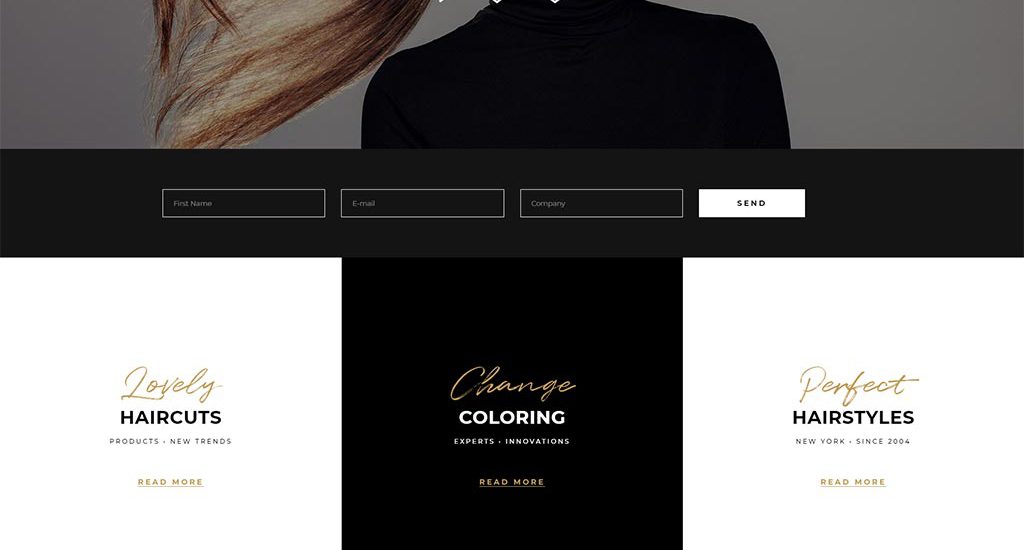 First Name
E-mail
Company
SEND
Lovely
HAIRCUTS
PRODUCTS • NEW TRENDS
READ MORE
Change
COLORING
EXPERTS • INNOVATIONS
READ MORE
Perfect
HAIRSTYLES
NEW YORK • SINCE 2004
READ MORE